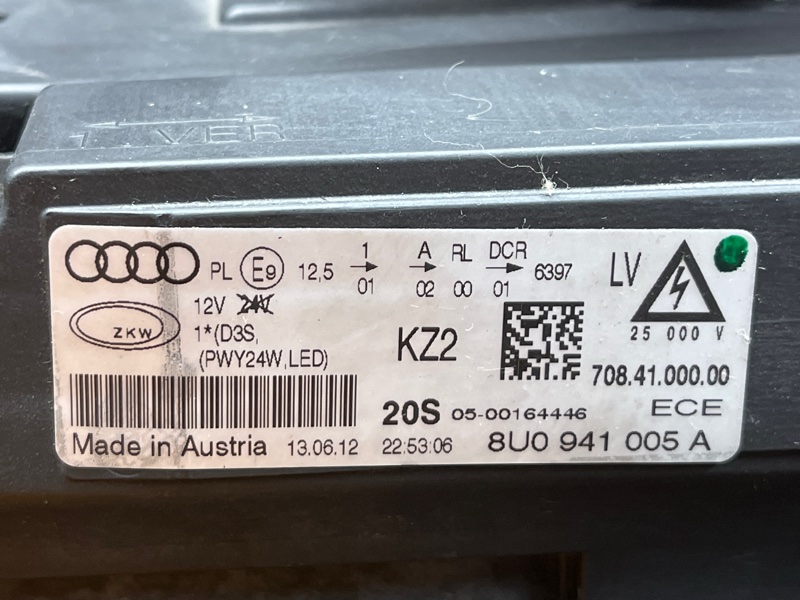 1 VER
PL E9 12,5 1 01 A 02 RL 00 DCR 01 6397 LV
12V 24V
ZKW 1*(D3S,
(PWY24W,LED)
KZ2
25 000 V
708.41.000.00
20S 05-00164446 ECE
Made in Austria 13.06.12 22:53:06 8U0 941 005 A